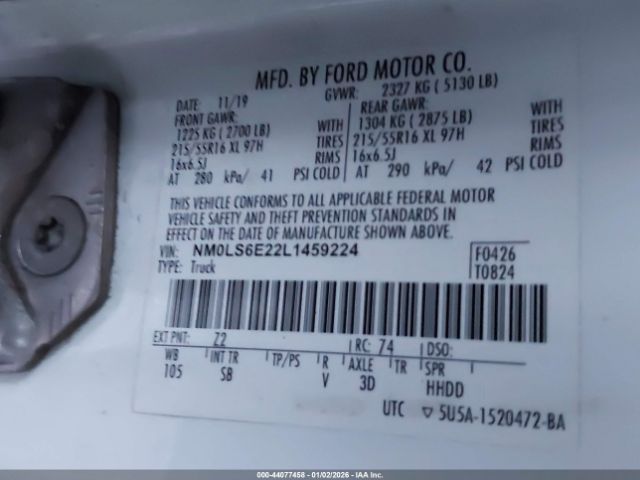 MFD. BY FORD MOTOR CO.
DATE: 11/19 GVWR: 2327 KG ( 5130 LB)
FRONT GAWR: REAR GAWR:
1225 KG ( 2700 LB) WITH 1304 KG ( 2875 LB) WITH
215/55R16 XL 97H TIRES 215/55R16 XL 97H TIRES
16x6.5J RIMS 16x6.5J RIMS
AT 280 kPa/ 41 PSI COLD AT 290 kPa/ 42 PSI COLD
THIS VEHICLE CONFORMS TO ALL APPLICABLE FEDERAL MOTOR
VEHICLE SAFETY AND THEFT PREVENTION STANDARDS IN
EFFECT ON THE DATE OF MANUFACTURE SHOWN ABOVE.
VIN: NM0LS6E22L1459224 F0426
TYPE: Truck T0824
EXT PNT: Z2 RC: 74 DSO:
WB INT TR TP/PS R AXLE TR SPR
105 SB V 3D HHDD
UTC ▽ 5U5A-1520472-BA
000-44077458 - 01/02/2026 - IAAI.COM